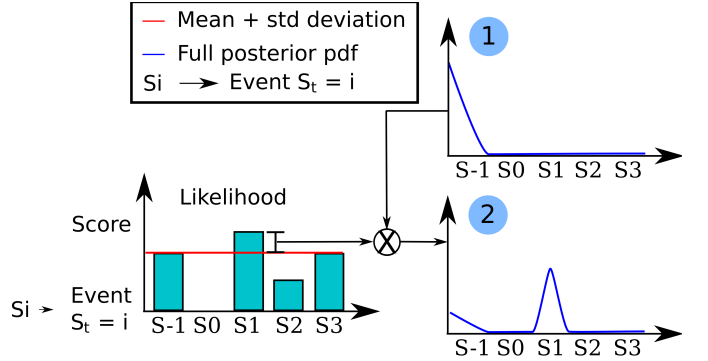 Mean + std deviation
Full posterior pdf
Si Event Sₜ = i
1
S-1 S0 S1 S2 S3
Likelihood
Score
X
2
Event
Si Sₜ = i
S-1 S0 S1 S2 S3
S-1 S0 S1 S2 S3